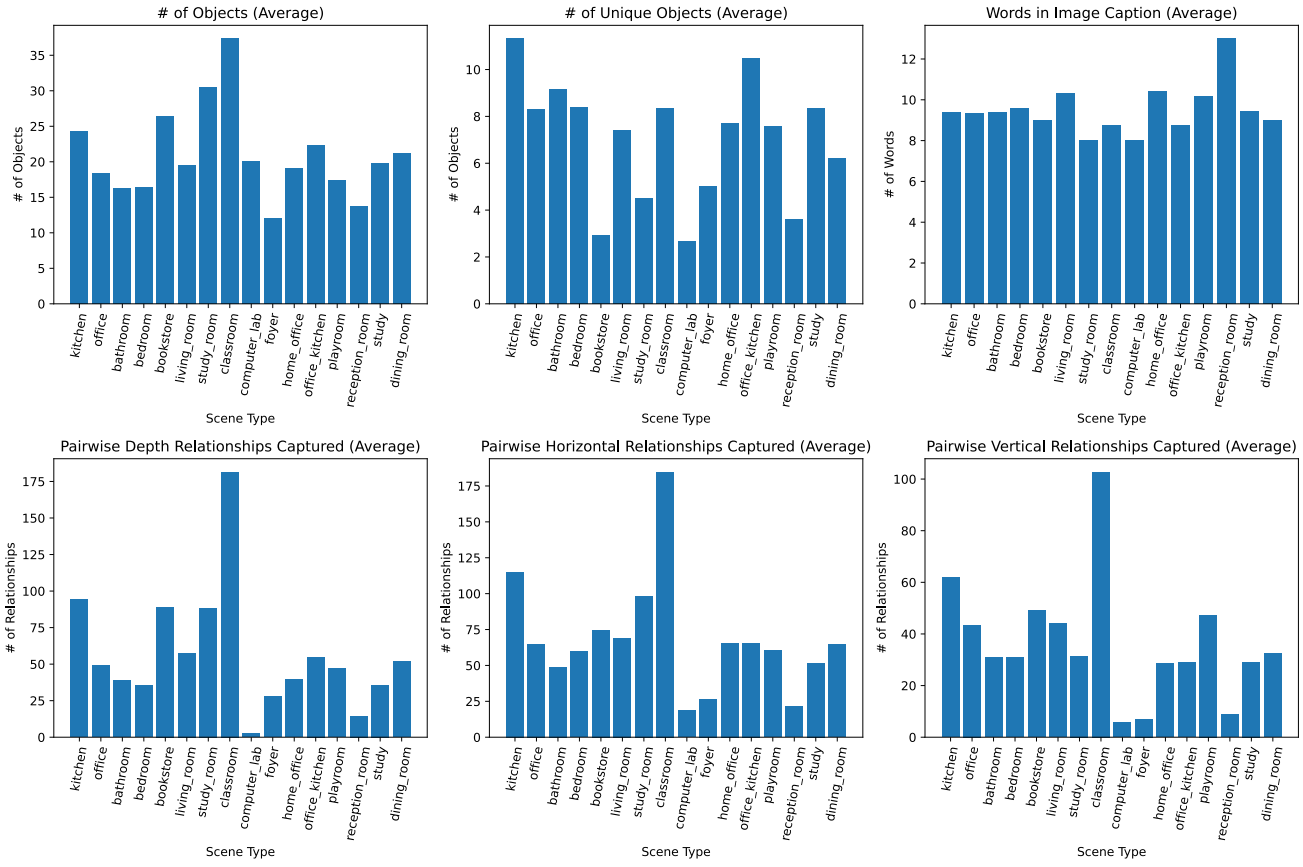 # of Objects (Average)
# of Objects
35
30
25
20
15
10
5
0
kitchen
office
bathroom
bedroom
bookstore
living_room
study_room
classroom
computer_lab
foyer
home_office
office_kitchen
playroom
reception_room
study
dining_room
Scene Type
# of Unique Objects (Average)
# of Objects
10
8
6
4
2
0
kitchen
office
bathroom
bedroom
bookstore
living_room
study_room
classroom
computer_lab
foyer
home_office
office_kitchen
playroom
reception_room
study
dining_room
Scene Type
Words in Image Caption (Average)
# of Words
12
10
8
6
4
2
0
kitchen
office
bathroom
bedroom
bookstore
living_room
study_room
classroom
computer_lab
home_office
office_kitchen
playroom
reception_room
study
dining_room
Scene Type
Pairwise Depth Relationships Captured (Average)
# of Relationships
175
150
125
100
75
50
25
0
kitchen
office
bathroom
bedroom
bookstore
living_room
study_room
classroom
computer_lab
foyer
home_office
office_kitchen
playroom
reception_room
study
dining_room
Scene Type
Pairwise Horizontal Relationships Captured (Average)
# of Relationships
175
150
125
100
75
50
25
0
kitchen
office
bathroom
bedroom
bookstore
living_room
study_room
classroom
computer_lab
foyer
home_office
office_kitchen
playroom
reception_room
study
dining_room
Scene Type
Pairwise Vertical Relationships Captured (Average)
# of Relationships
100
80
60
40
20
0
kitchen
office
bathroom
bedroom
bookstore
living_room
study_room
classroom
computer_lab
foyer
home_office
office_kitchen
playroom
reception_room
study
dining_room
Scene Type